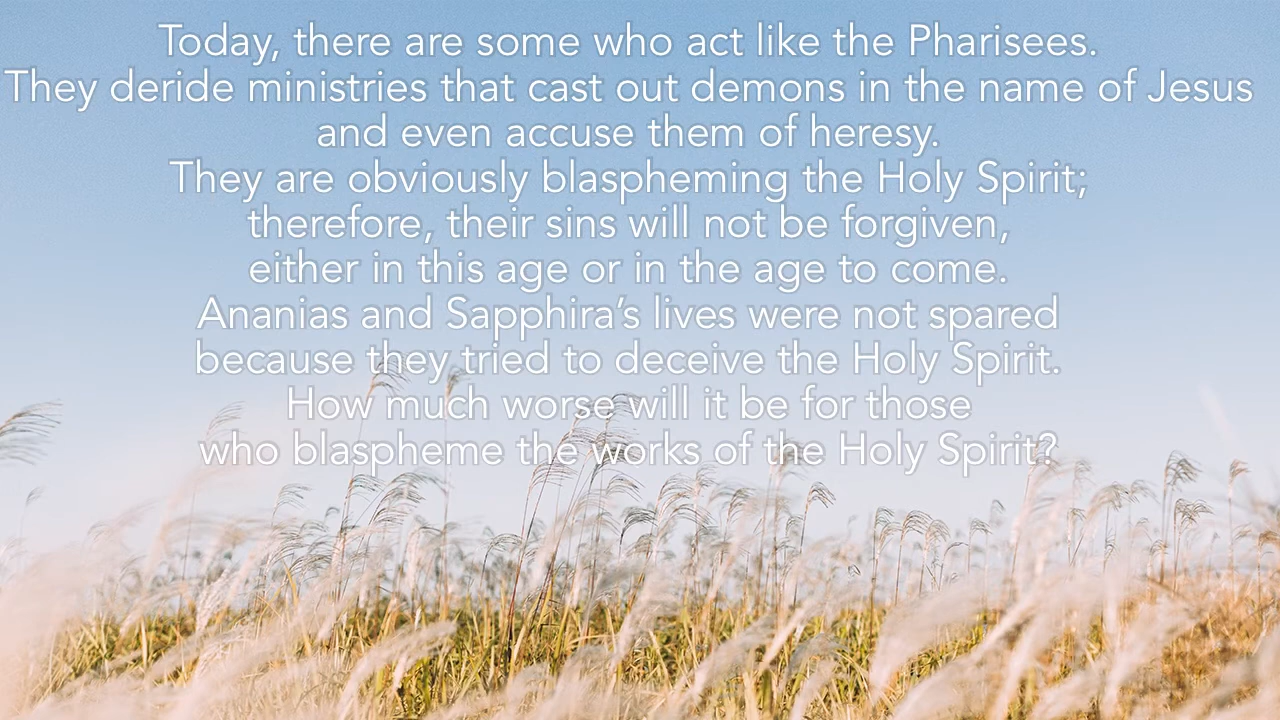 Today, there are some who act like the Pharisees.
They deride ministries that cast out demons in the name of Jesus
and even accuse them of heresy.
They are obviously blaspheming the Holy Spirit;
therefore, their sins will not be forgiven,
either in this age or in the age to come.
Ananias and Sapphira’s lives were not spared
because they tried to deceive the Holy Spirit.
How much worse will it be for those
who blaspheme the works of the Holy Spirit?